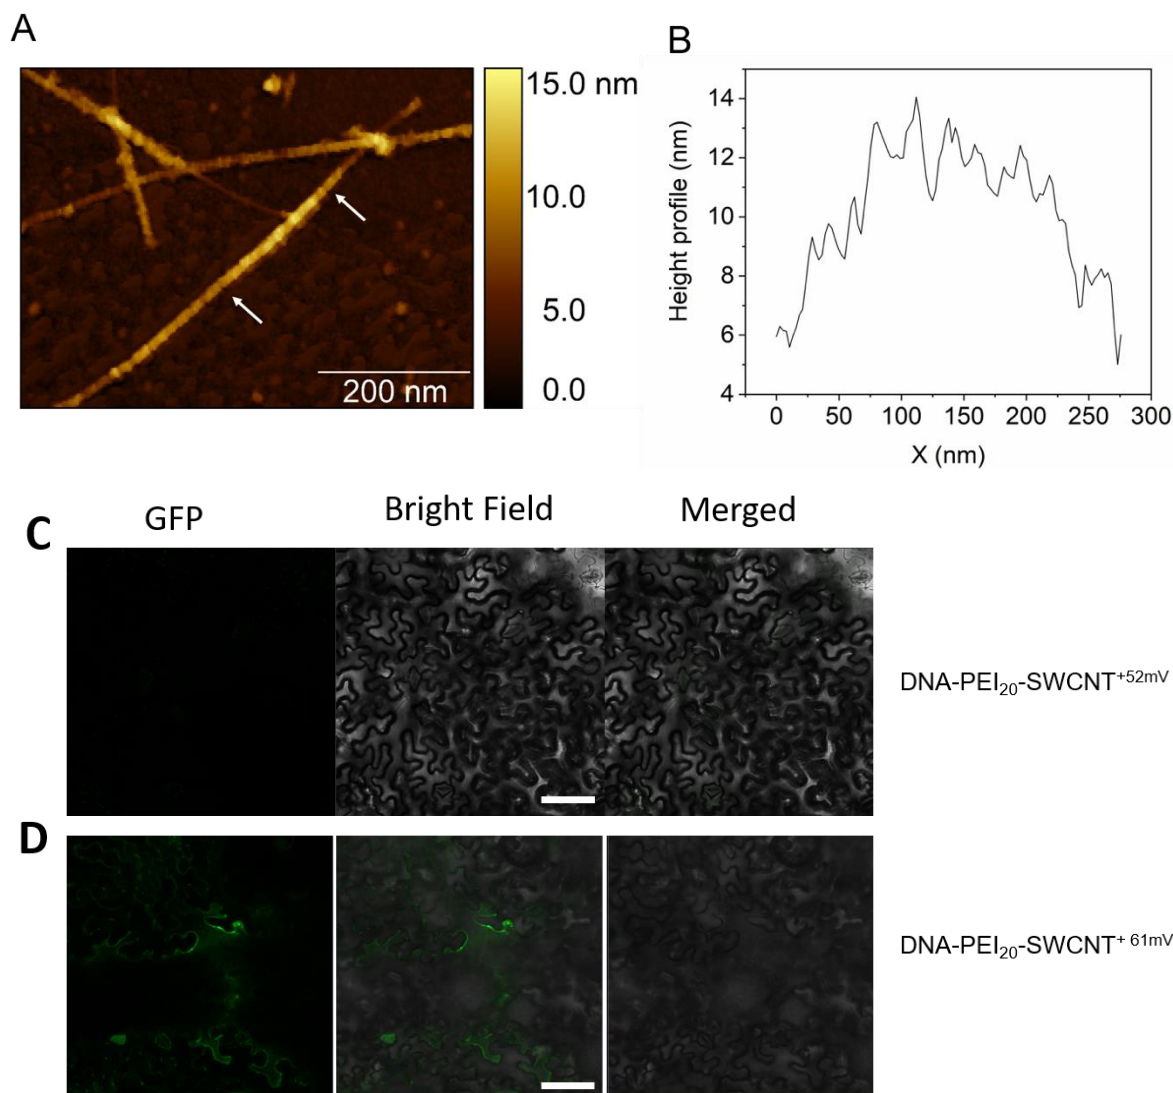 A
15.0 nm
10.0
5.0
0.0
200 nm
B
Height profile (nm)
14
12
10
8
6
4
0 50 100 150 200 250 300
X (nm)
GFP Bright Field Merged
C
DNA-PEI20-SWCNT+52mV
D
DNA-PEI20-SWCNT+ 61mV